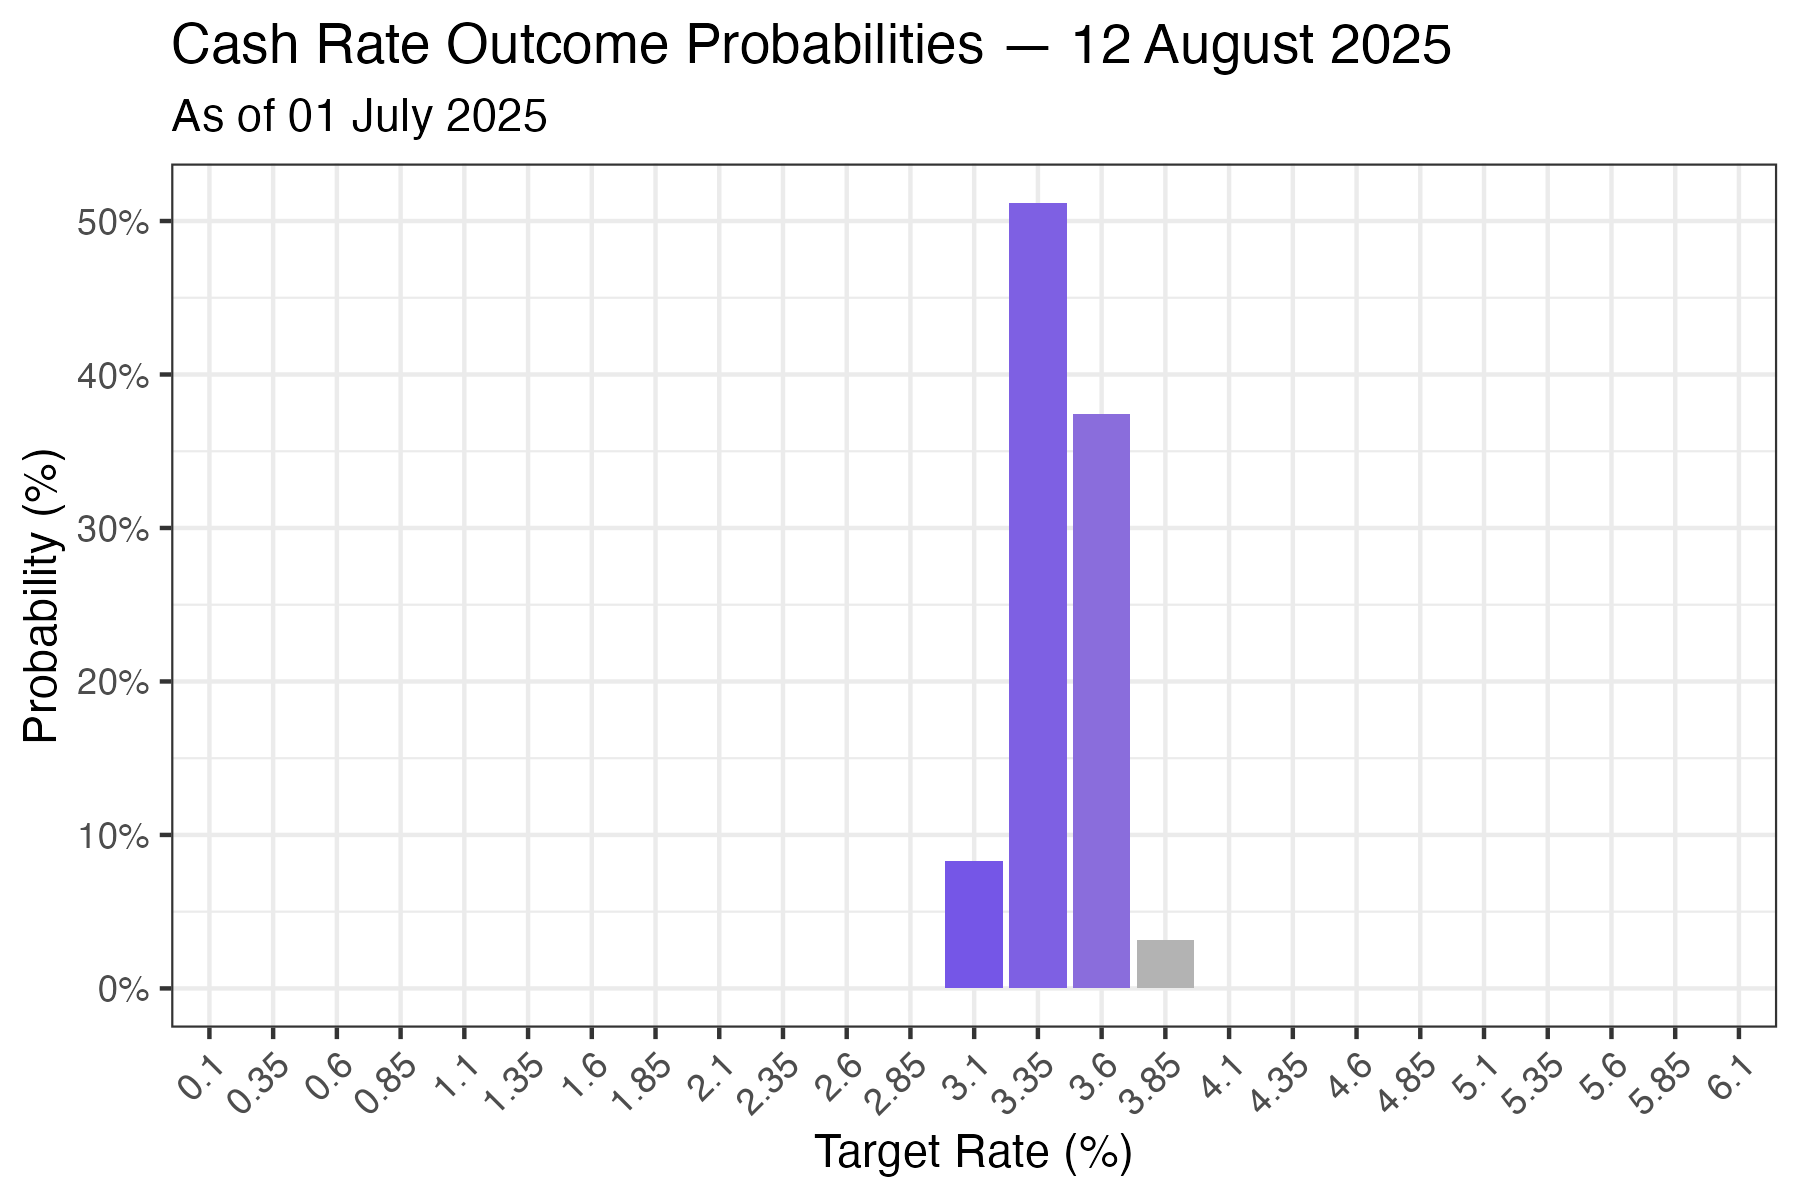 Cash Rate Outcome Probabilities — 12 August 2025
As of 01 July 2025
Probability (%)
50%
40%
30%
20%
10%
0%
0.1 0.35 0.6 0.85 1.1 1.35 1.6 1.85 2.1 2.35 2.6 2.85 3.1 3.35 3.6 3.85 4.1 4.35 4.6 4.85 5.1 5.35 5.6 5.85 6.1
Target Rate (%)